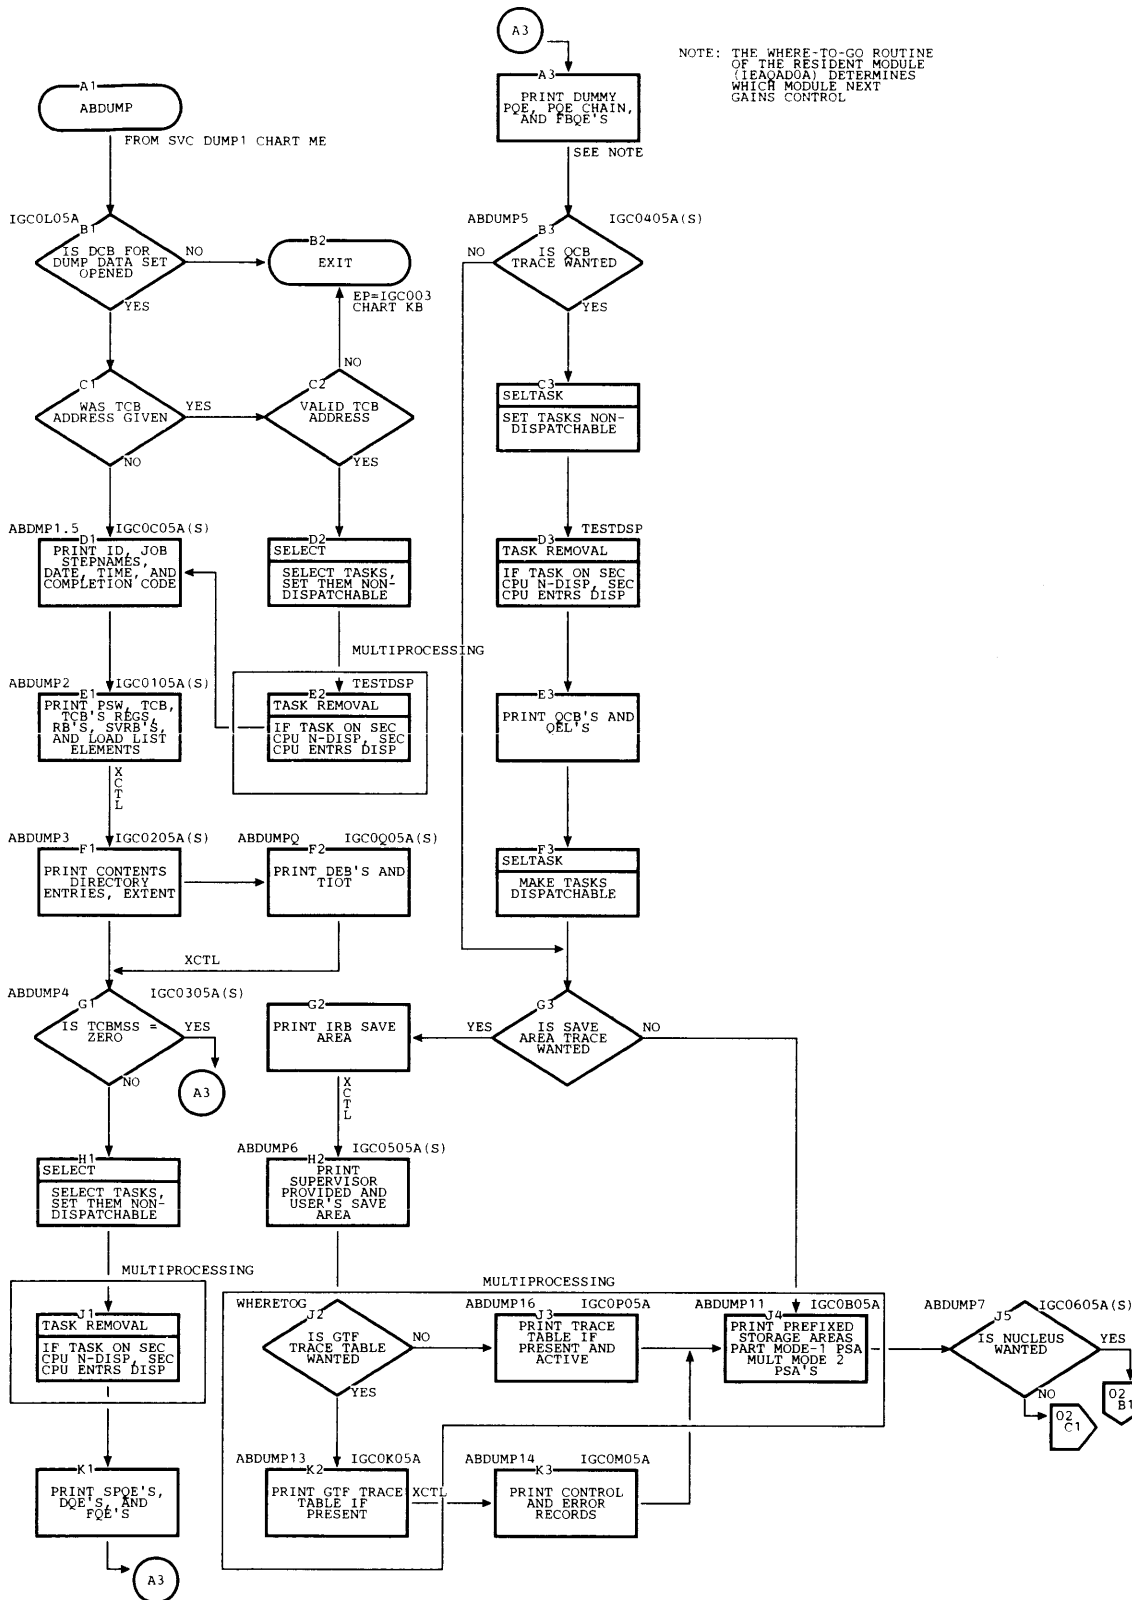 A1
ABDUMP
FROM SVC DUMP1 CHART ME
IGC0L05A
B1
IS DCB FOR
DUMP DATA SET
OPENED
NO
YES
B2
EXIT
EP=IGC003
CHART KB
C1
WAS TCB
ADDRESS GIVEN
YES
NO
C2
VALID TCB
ADDRESS
NO
YES
ABDMP1.5
IGC0C05A(S)
D1
PRINT ID, JOB
STEPNAMES,
DATE, TIME, AND
COMPLETION CODE
D2
SELECT
SELECT TASKS,
SET THEM NON-
DISPATCHABLE
MULTIPROCESSING
ABDUMP2
IGC0105A(S)
E1
PRINT PSW, TCB,
TCB'S REGS,
RB'S, SVRB'S,
AND LOAD LIST
ELEMENTS
XCTL
TESTDSP
E2
TASK REMOVAL
IF TASK ON SEC
CPU N-DISP, SEC
CPU ENTRS DISP
ABDUMP3
IGC0205A(S)
F1
PRINT CONTENTS
DIRECTORY
ENTRIES, EXTENT
ABDUMPQ
IGC0Q05A(S)
F2
PRINT DEB'S AND
TIOT
XCTL
ABDUMP4
IGC0305A(S)
G1
IS TCBMSS =
ZERO
YES
NO
A3
H1
SELECT
SELECT TASKS,
SET THEM NON-
DISPATCHABLE
MULTIPROCESSING
J1
TASK REMOVAL
IF TASK ON SEC
CPU N-DISP, SEC
CPU ENTRS DISP
K1
PRINT SPQE'S,
DQE'S, AND
FQE'S
A3
A3
NOTE: THE WHERE-TO-GO ROUTINE
OF THE RESIDENT MODULE
(IEAQAD0A) DETERMINES
WHICH MODULE NEXT
GAINS CONTROL
A3
PRINT DUMMY
PQE, PQE CHAIN,
AND FBQE'S
SEE NOTE
ABDUMP5
IGC0405A(S)
B3
IS QCB
TRACE WANTED
NO
YES
C3
SELTASK
SET TASKS NON-
DISPATCHABLE
TESTDSP
D3
TASK REMOVAL
IF TASK ON SEC
CPU N-DISP, SEC
CPU ENTRS DISP
E3
PRINT QCB'S AND
QEL'S
F3
SELTASK
MAKE TASKS
DISPATCHABLE
G3
IS SAVE
AREA TRACE
WANTED
YES
NO
G2
PRINT IRB SAVE
AREA
XCTL
ABDUMP6
IGC0505A(S)
H2
PRINT
SUPERVISOR
PROVIDED AND
USER'S SAVE
AREA
MULTIPROCESSING
WHERETOG
J2
IS GTF
TRACE TABLE
WANTED
NO
YES
ABDUMP16
IGC0P05A
J3
PRINT TRACE
TABLE IF
PRESENT AND
ACTIVE
ABDUMP11
IGC0B05A
J4
PRINT PREFIXED
STORAGE AREAS
PART MODE-1 PSA
MULT MODE 2
PSA'S
ABDUMP7
IGC0605A(S)
J5
IS NUCLEUS
WANTED
YES
NO
02
B1
02
C1
ABDUMP13
IGC0K05A
K2
PRINT GTF TRACE
TABLE IF
PRESENT
XCTL
ABDUMP14
IGC0M05A
K3
PRINT CONTROL
AND ERROR
RECORDS